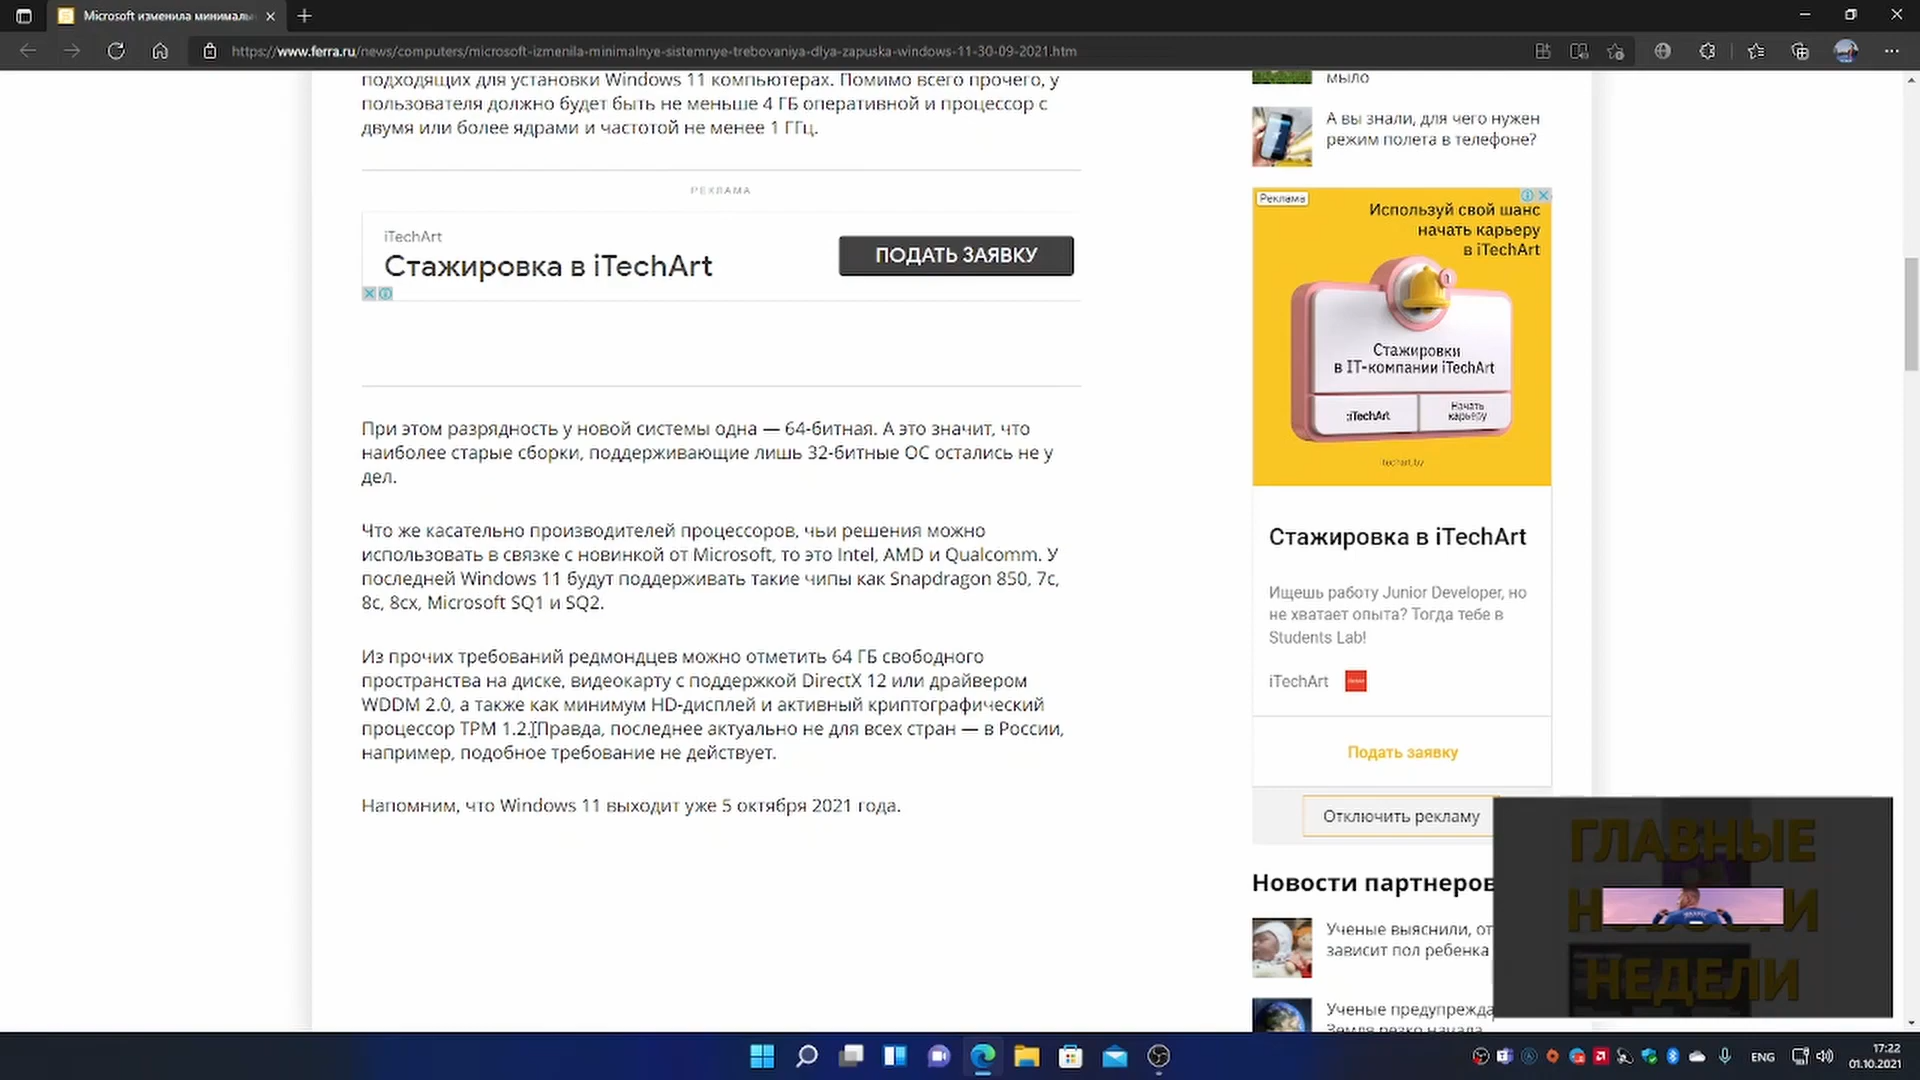 Microsoft изменила минималь
https://www.ferra.ru/news/computers/microsoft-izmenila-minimalnye-sistemnye-trebovaniya-dlya-zapuska-windows-11-30-09-2021.htm
подходящих для установки Windows 11 компьютерах. Помимо всего прочего, у
пользователя должно будет быть не меньше 4 ГБ оперативной и процессор с
двумя или более ядрами и частотой не менее 1 ГГц.
РЕКЛАМА
iTechArt
Стажировка в iTechArt
ПОДАТЬ ЗАЯВКУ
При этом разрядность у новой системы одна — 64-битная. А это значит, что
наиболее старые сборки, поддерживающие лишь 32-битные ОС остались не у
дел.
Что же касательно производителей процессоров, чьи решения можно
использовать в связке с новинкой от Microsoft, то это Intel, AMD и Qualcomm. У
последней Windows 11 будут поддерживать такие чипы как Snapdragon 850, 7c,
8c, 8cx, Microsoft SQ1 и SQ2.
Из прочих требований редмондцев можно отметить 64 ГБ свободного
пространства на диске, видеокарту с поддержкой DirectX 12 или драйвером
WDDM 2.0, а также как минимум HD-дисплей и активный криптографический
процессор TPM 1.2. Правда, последнее актуально не для всех стран — в России,
например, подобное требование не действует.
Напомним, что Windows 11 выходит уже 5 октября 2021 года.
мыло
А вы знали, для чего нужен
режим полета в телефоне?
Реклама
Используй свой шанс
начать карьеру
в iTechArt
1
Стажировки
в IT-компании iTechArt
:iTechArt
Начать
карьеру
itechart.by
Стажировка в iTechArt
Ищешь работу Junior Developer, но
не хватает опыта? Тогда тебе в
Students Lab!
iTechArt
Подать заявку
Отключить рекламу
Новости партнеров
Ученые выяснили, от
зависит пол ребенка
Ученые предупрежда
Земля резко начала
ГЛАВНЫЕ
НОВОСТИ
НЕДЕЛИ
ENG
17:22
01.10.2021